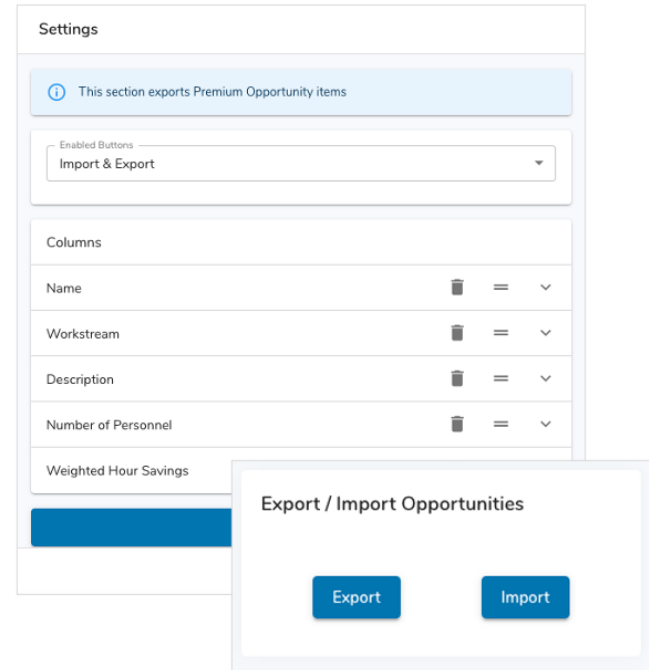 Settings
This section exports Premium Opportunity items
Enabled Buttons
Import & Export
Columns
Name
Workstream
Description
Number of Personnel
Weighted Hour Savings
Export / Import Opportunities
Export
Import